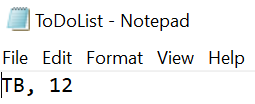 ToDoList - Notepad
File Edit Format View Help
TB, 12